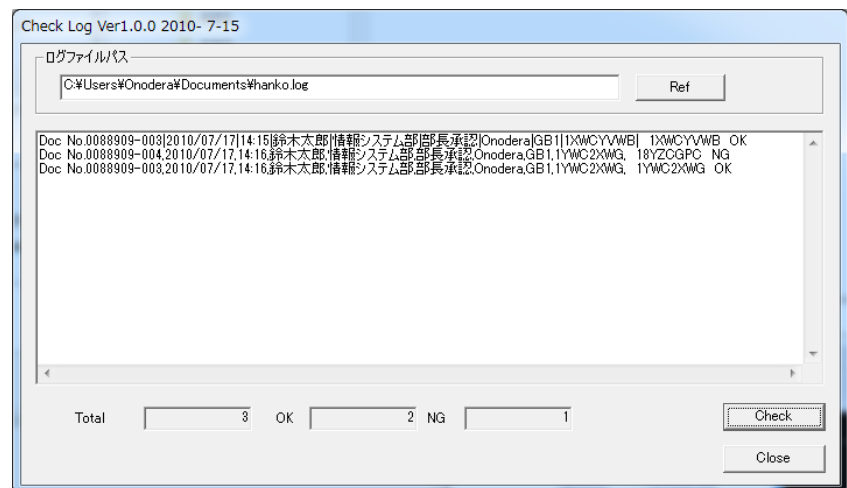 Check Log Ver1.0.0 2010- 7-15
ログファイルパス
C:¥Users¥Onodera¥Documents¥hanko.log
Ref
Doc No.0088909-003|2010/07/17|14:15|鈴木太郎|情報システム部|部長承認|Onodera|GB1|1XWCYVWB| 1XWCYVWB OK
Doc No.0088909-004,2010/07/17,14:16,鈴木太郎,情報システム部,部長承認,Onodera,GB1,1YWC2XWG, 18YZCGPC NG
Doc No.0088909-003,2010/07/17,14:16,鈴木太郎,情報システム部,部長承認,Onodera,GB1,1YWC2XWG, 1YWC2XWG OK
Total 3 OK 2 NG 1
Check
Close